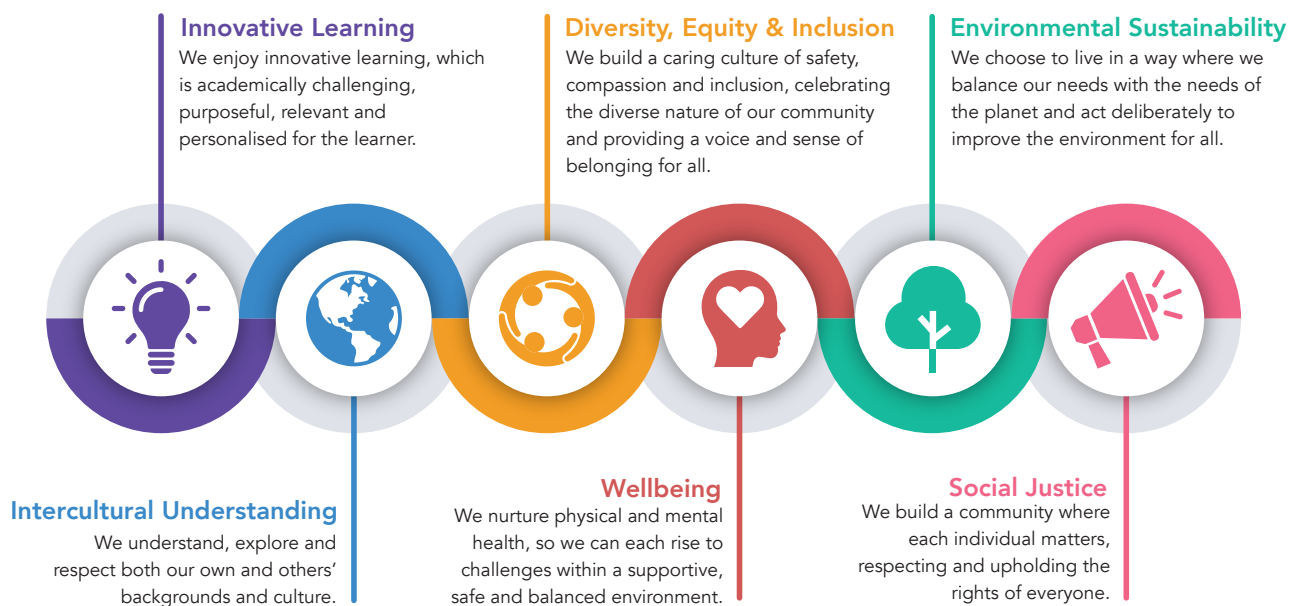 Innovative Learning
We enjoy innovative learning, which
is academically challenging,
purposeful, relevant and
personalised for the learner.
Diversity, Equity & Inclusion
We build a caring culture of safety,
compassion and inclusion, celebrating
the diverse nature of our community
and providing a voice and sense of
belonging for all.
Environmental Sustainability
We choose to live in a way where we
balance our needs with the needs of
the planet and act deliberately to
improve the environment for all.
Intercultural Understanding
We understand, explore and
respect both our own and others’
backgrounds and culture.
Wellbeing
We nurture physical and mental
health, so we can each rise to
challenges within a supportive,
safe and balanced environment.
Social Justice
We build a community where
each individual matters,
respecting and upholding the
rights of everyone.